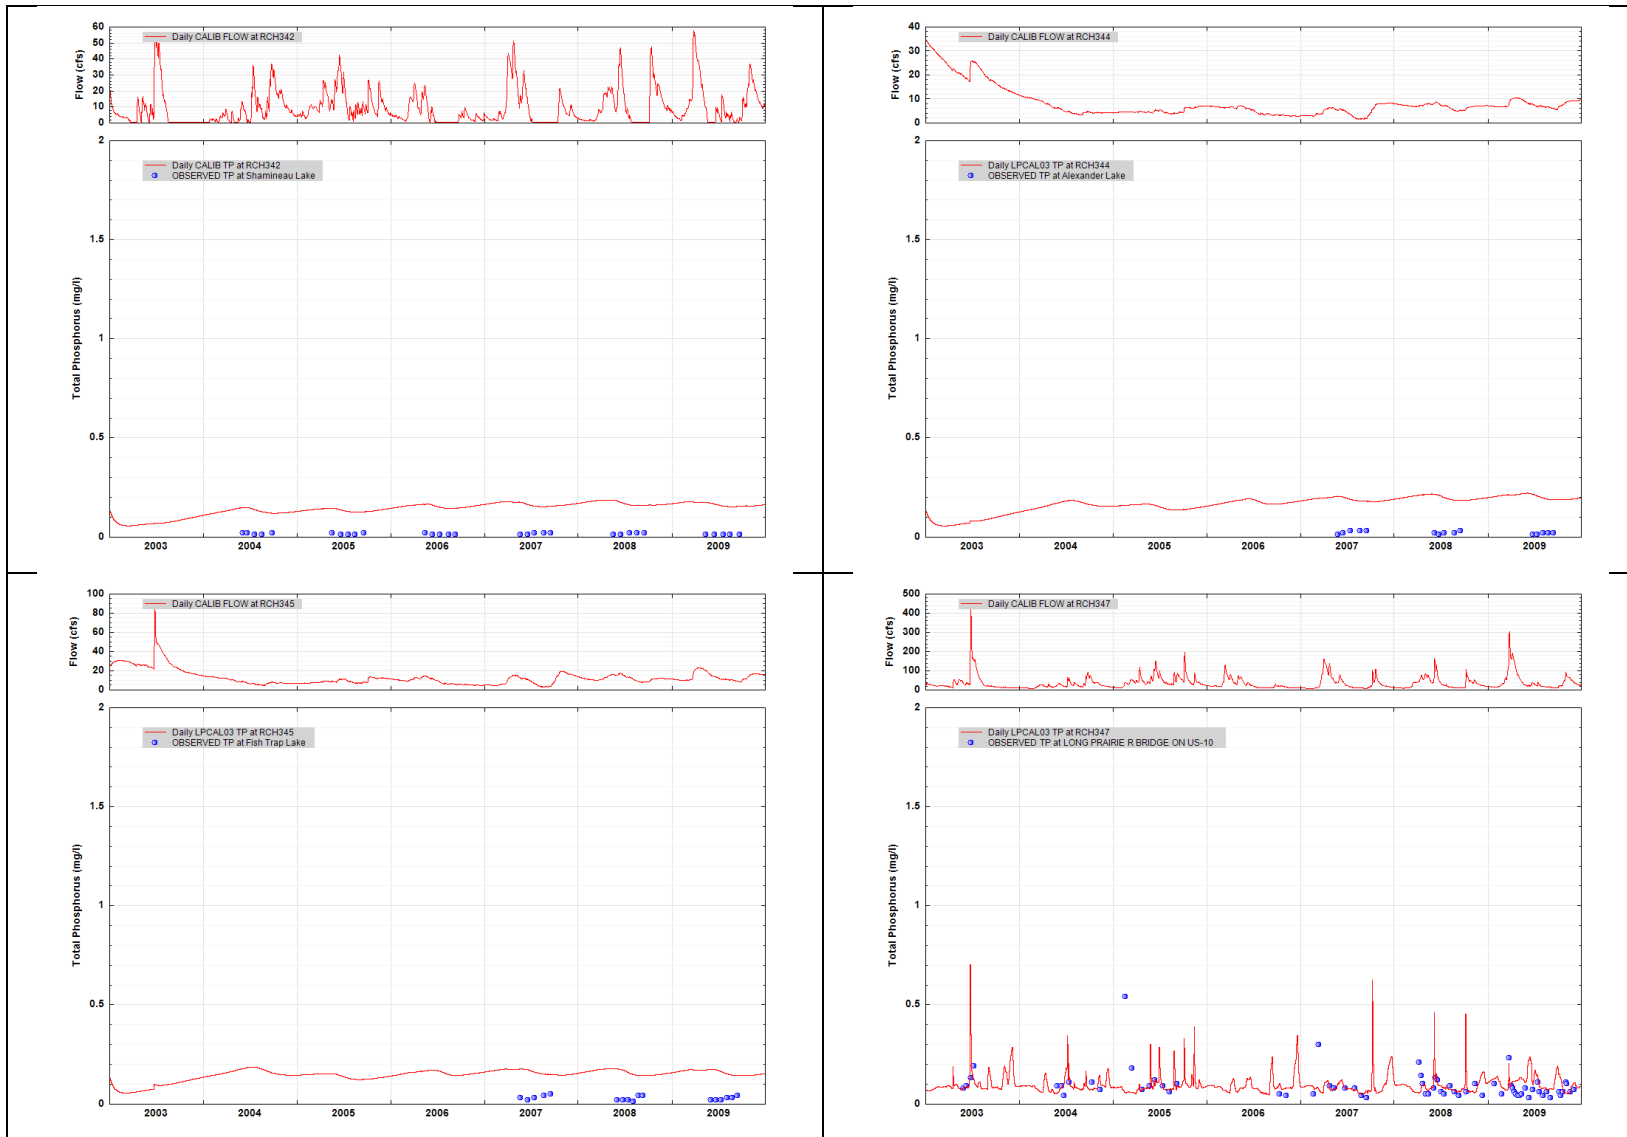 Daily CALIB FLOW at RCH342
Flow (cfs)
60
50
40
30
20
10
0
Daily CALIB TP at RCH342
OBSERVED TP at Shamineau Lake
Total Phosphorus (mg/l)
2
1.5
1
0.5
0
2003 2004 2005 2006 2007 2008 2009
Daily CALIB FLOW at RCH344
Flow (cfs)
40
30
20
10
0
Daily LPCAL03 TP at RCH344
OBSERVED TP at Alexander Lake
Total Phosphorus (mg/l)
2
1.5
1
0.5
0
2003 2004 2005 2006 2007 2008 2009
Daily CALIB FLOW at RCH345
Flow (cfs)
100
80
60
40
20
0
Daily LPCAL03 TP at RCH345
OBSERVED TP at Fish Trap Lake
Total Phosphorus (mg/l)
2
1.5
1
0.5
0
2003 2004 2005 2006 2007 2008 2009
Daily CALIB FLOW at RCH347
Flow (cfs)
500
400
300
200
100
0
Daily LPCAL03 TP at RCH347
OBSERVED TP at LONG PRAIRIE R BRIDGE ON US-10
Total Phosphorus (mg/l)
2
1.5
1
0.5
0
2003 2004 2005 2006 2007 2008 2009